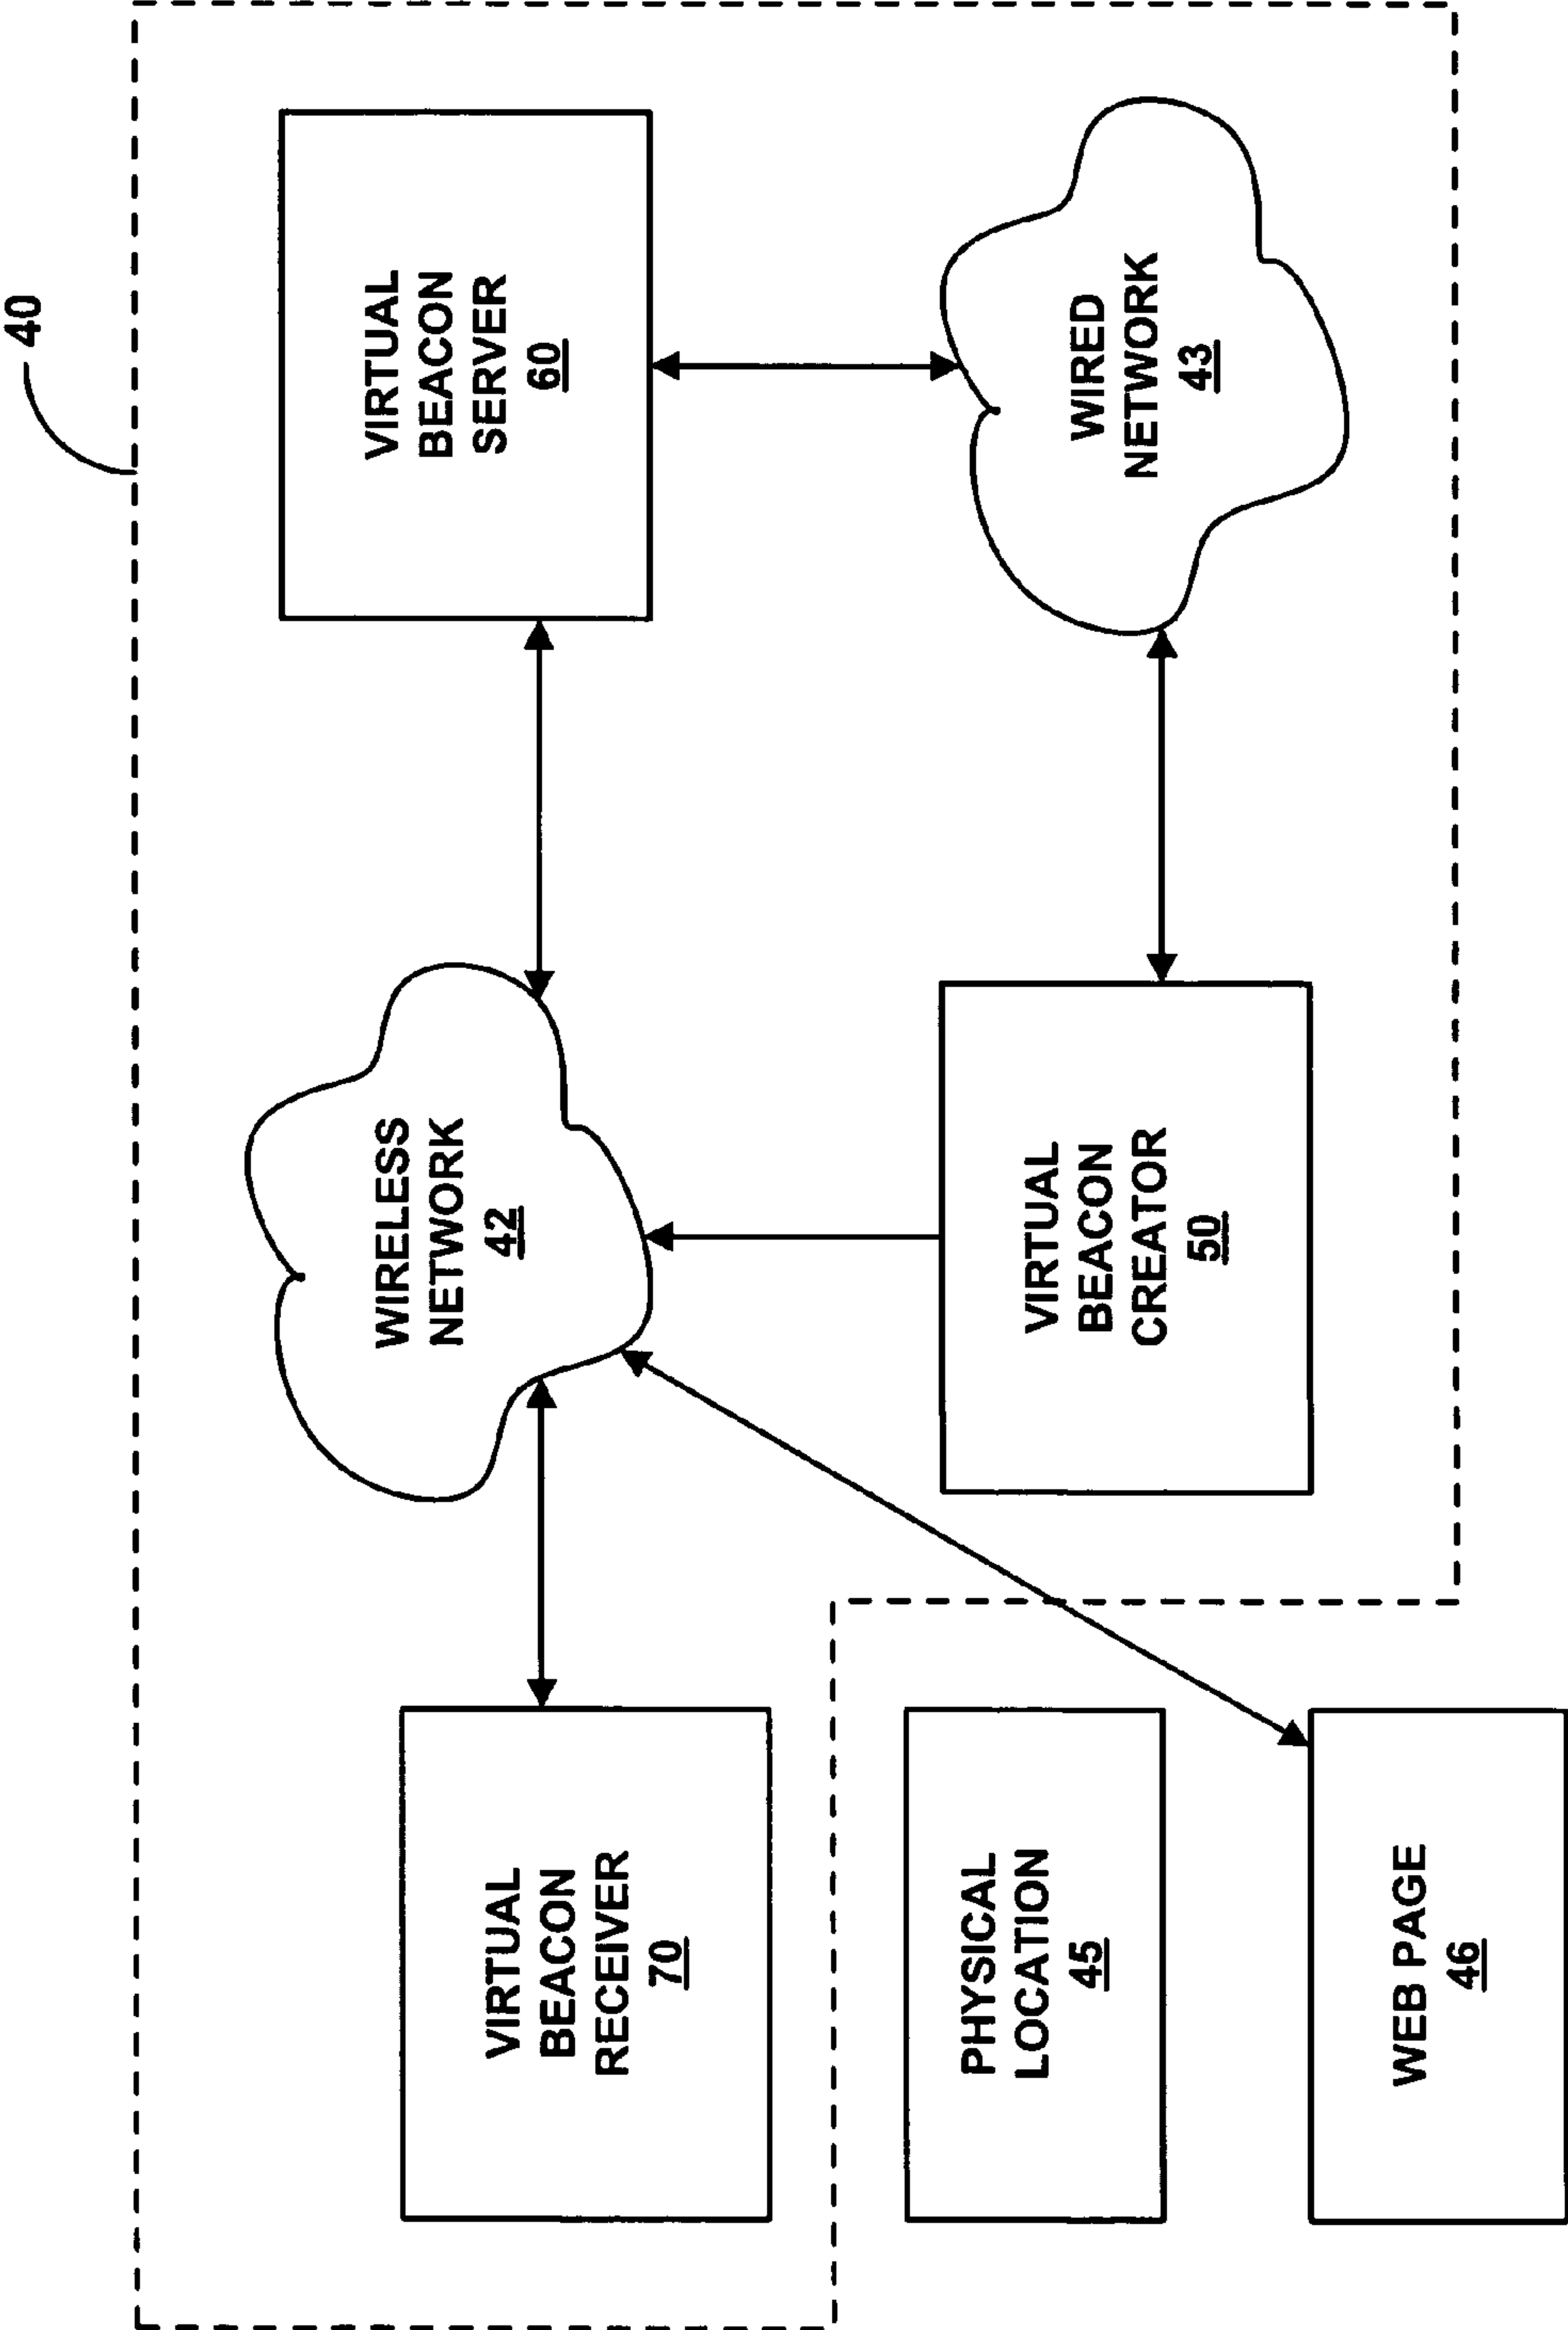 40
VIRTUAL
BEACON
RECEIVER
70
WIRELESS
NETWORK
42
VIRTUAL
BEACON
SERVER
60
PHYSICAL
LOCATION
45
VIRTUAL
BEACON
CREATOR
50
WIRED
NETWORK
43
WEB PAGE
46